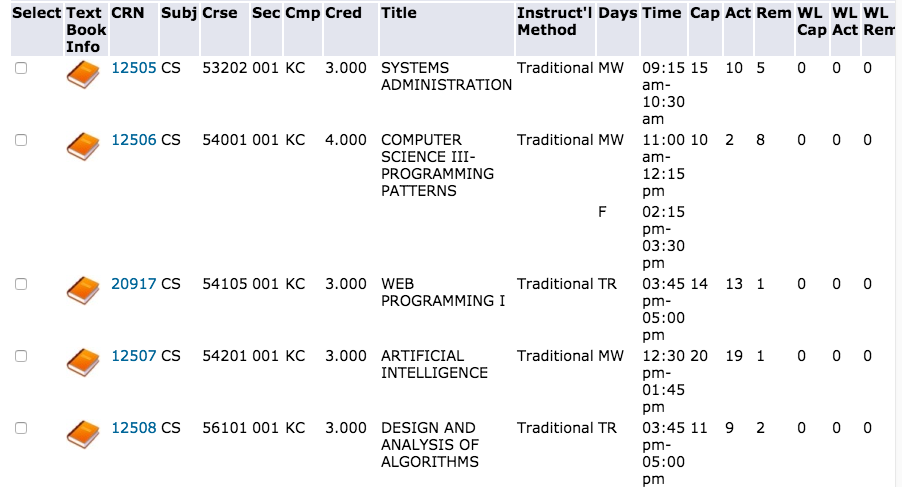 Select Text Book Info CRN Subj Crse Sec Cmp Cred Title Instruct'l Method Days Time Cap Act Rem WL Cap WL Act WL Rem
12505 CS 53202 001 KC 3.000 SYSTEMS ADMINISTRATION Traditional MW 09:15 am-10:30 am 15 10 5 0 0 0
12506 CS 54001 001 KC 4.000 COMPUTER SCIENCE III-PROGRAMMING PATTERNS Traditional MW 11:00 am-12:15 pm 10 2 8 0 0 0
F 02:15 pm-03:30 pm
20917 CS 54105 001 KC 3.000 WEB PROGRAMMING I Traditional TR 03:45 pm-05:00 pm 14 13 1 0 0 0
12507 CS 54201 001 KC 3.000 ARTIFICIAL INTELLIGENCE Traditional MW 12:30 pm-01:45 pm 20 19 1 0 0 0
12508 CS 56101 001 KC 3.000 DESIGN AND ANALYSIS OF ALGORITHMS Traditional TR 03:45 pm-05:00 pm 11 9 2 0 0 0